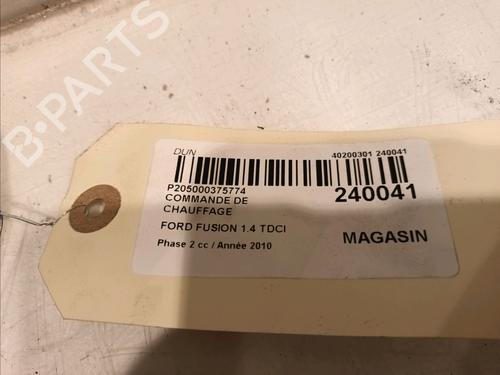 B-PARTS
DUN
40200301 240041
P205000375774
COMMANDE DE
CHAUFFAGE
240041
FORD FUSION 1.4 TDCI
MAGASIN
Phase 2 cc / Année 2010